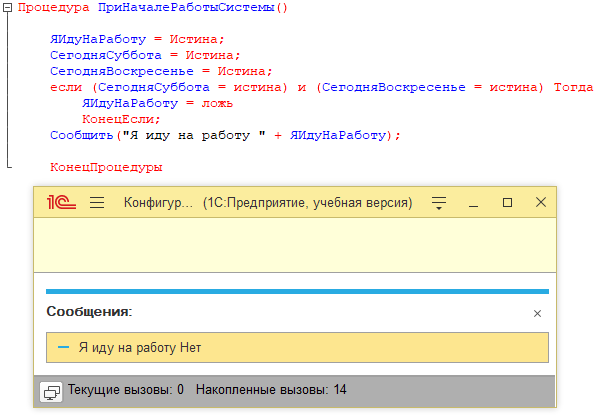 Процедура ПриНачалеРаботыСистемы()
ЯИдуНаРаботу = Истина;
СегодняСуббота = Истина;
СегодняВоскресенье = Истина;
если (СегодняСуббота = истина) и (СегодняВоскресенье = истина) Тогда
ЯИдуНаРаботу = ложь
КонецЕсли;
Сообщить("Я иду на работу " + ЯИдуНаРаботу);
КонецПроцедуры
1С Конфигур... (1С:Предприятие, учебная версия)
Сообщения:
Я иду на работу Нет
Текущие вызовы: 0 Накопленные вызовы: 14